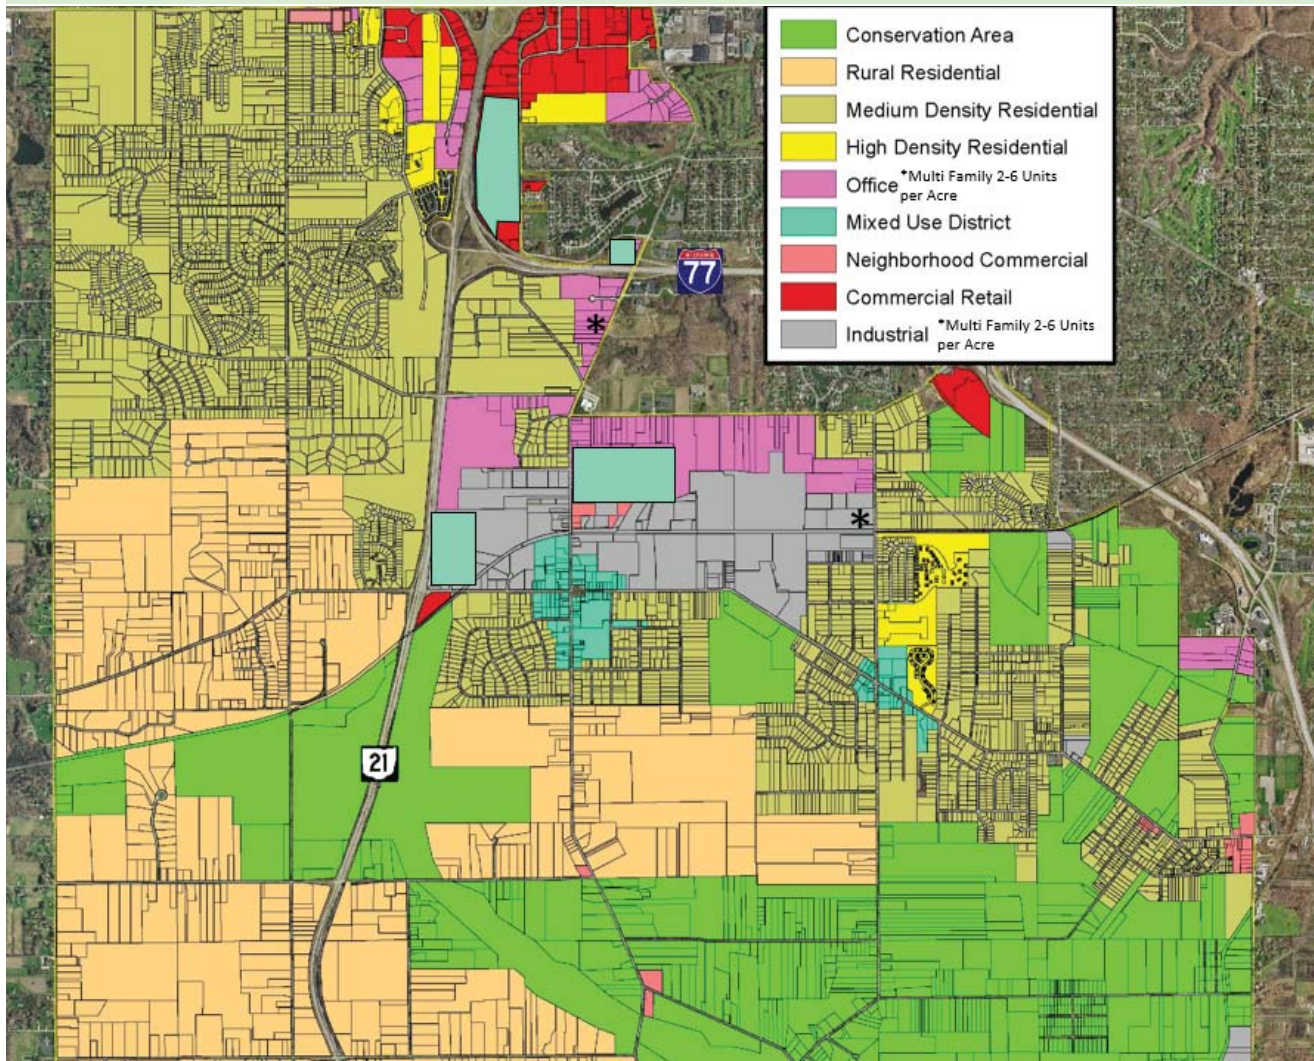 Conservation Area
Rural Residential
Medium Density Residential
High Density Residential
Office *Multi Family 2-6 Units
per Acre
Mixed Use District
Neighborhood Commercial
Commercial Retail
Industrial *Multi Family 2-6 Units
per Acre
77
*
*
21